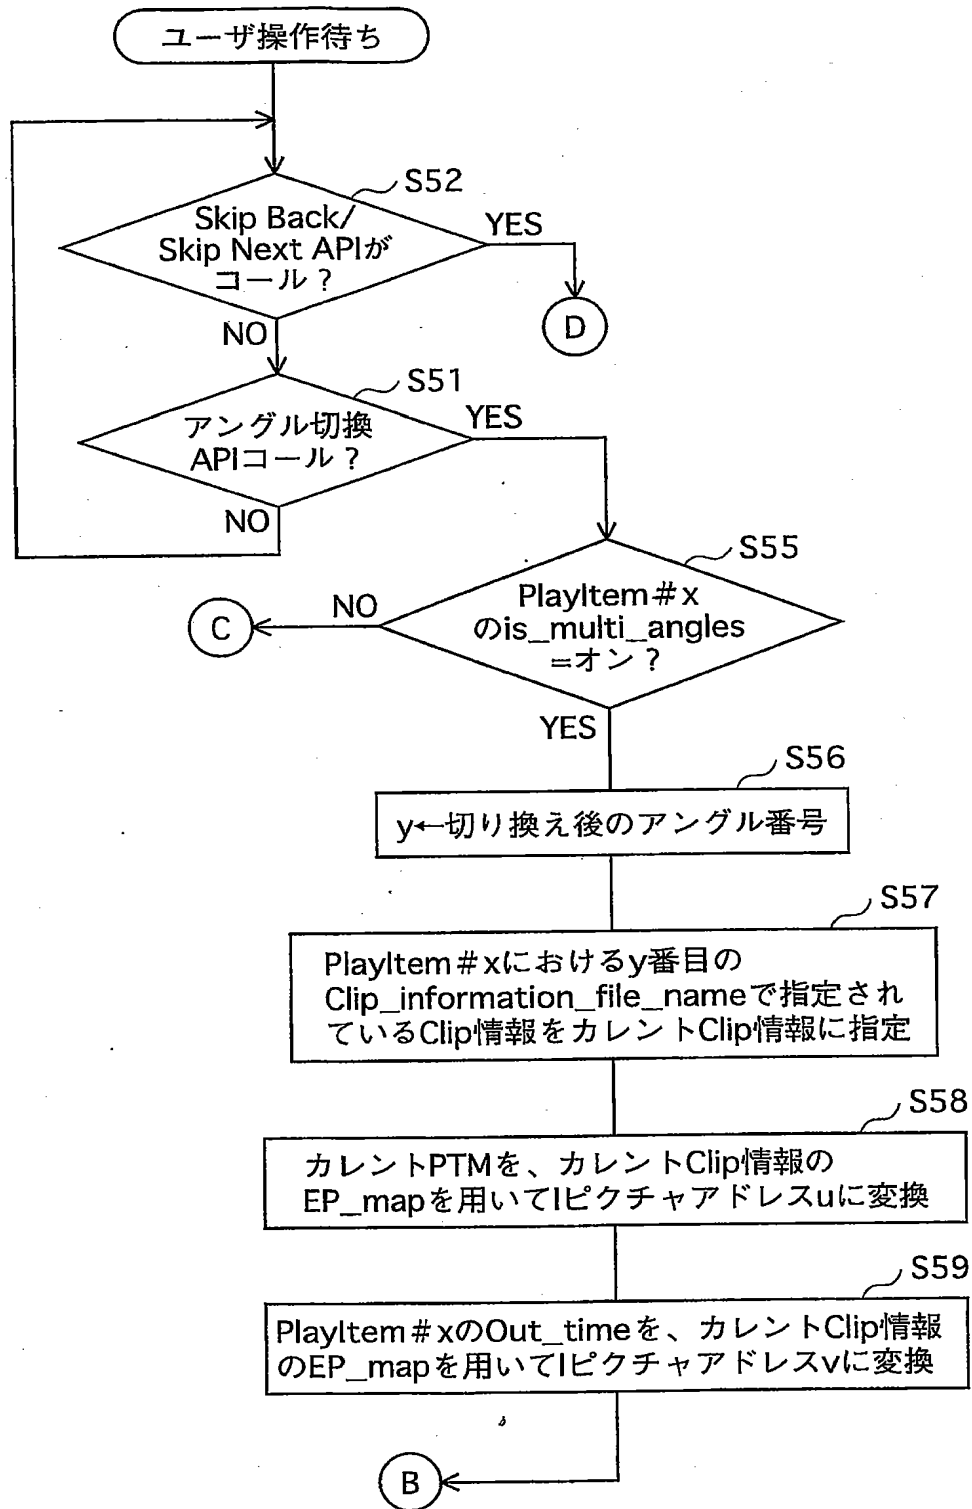 ユーザ操作待ち
S52
Skip Back/
Skip Next APIが
コール?
YES
D
NO
S51
アングル切換
APIコール?
YES
NO
S55
PlayItem#x
のis_multi_angles
=オン?
NO
C
YES
S56
y←切り換え後のアングル番号
S57
PlayItem#xにおけるy番目の
Clip_information_file_nameで指定され
ているClip情報をカレントClip情報に指定
S58
カレントPTMを、カレントClip情報の
EP_mapを用いてIピクチャアドレスuに変換
S59
PlayItem#xのOut_timeを、カレントClip情報
のEP_mapを用いてIピクチャアドレスvに変換
B